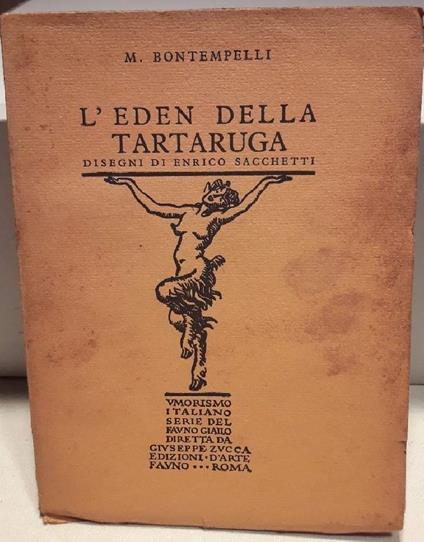 M. BONTEMPELLI
L'EDEN DELLA
TARTARUGA
DISEGNI DI ENRICO SACCHETTI
VMORISMO
ITALIANO
SERIE DEL
FAVNO GIALLO
DIRETTA DA
GIVSEPPE ZVCCA
EDIZIONI · D'ARTE
FAVNO ••• ROMA